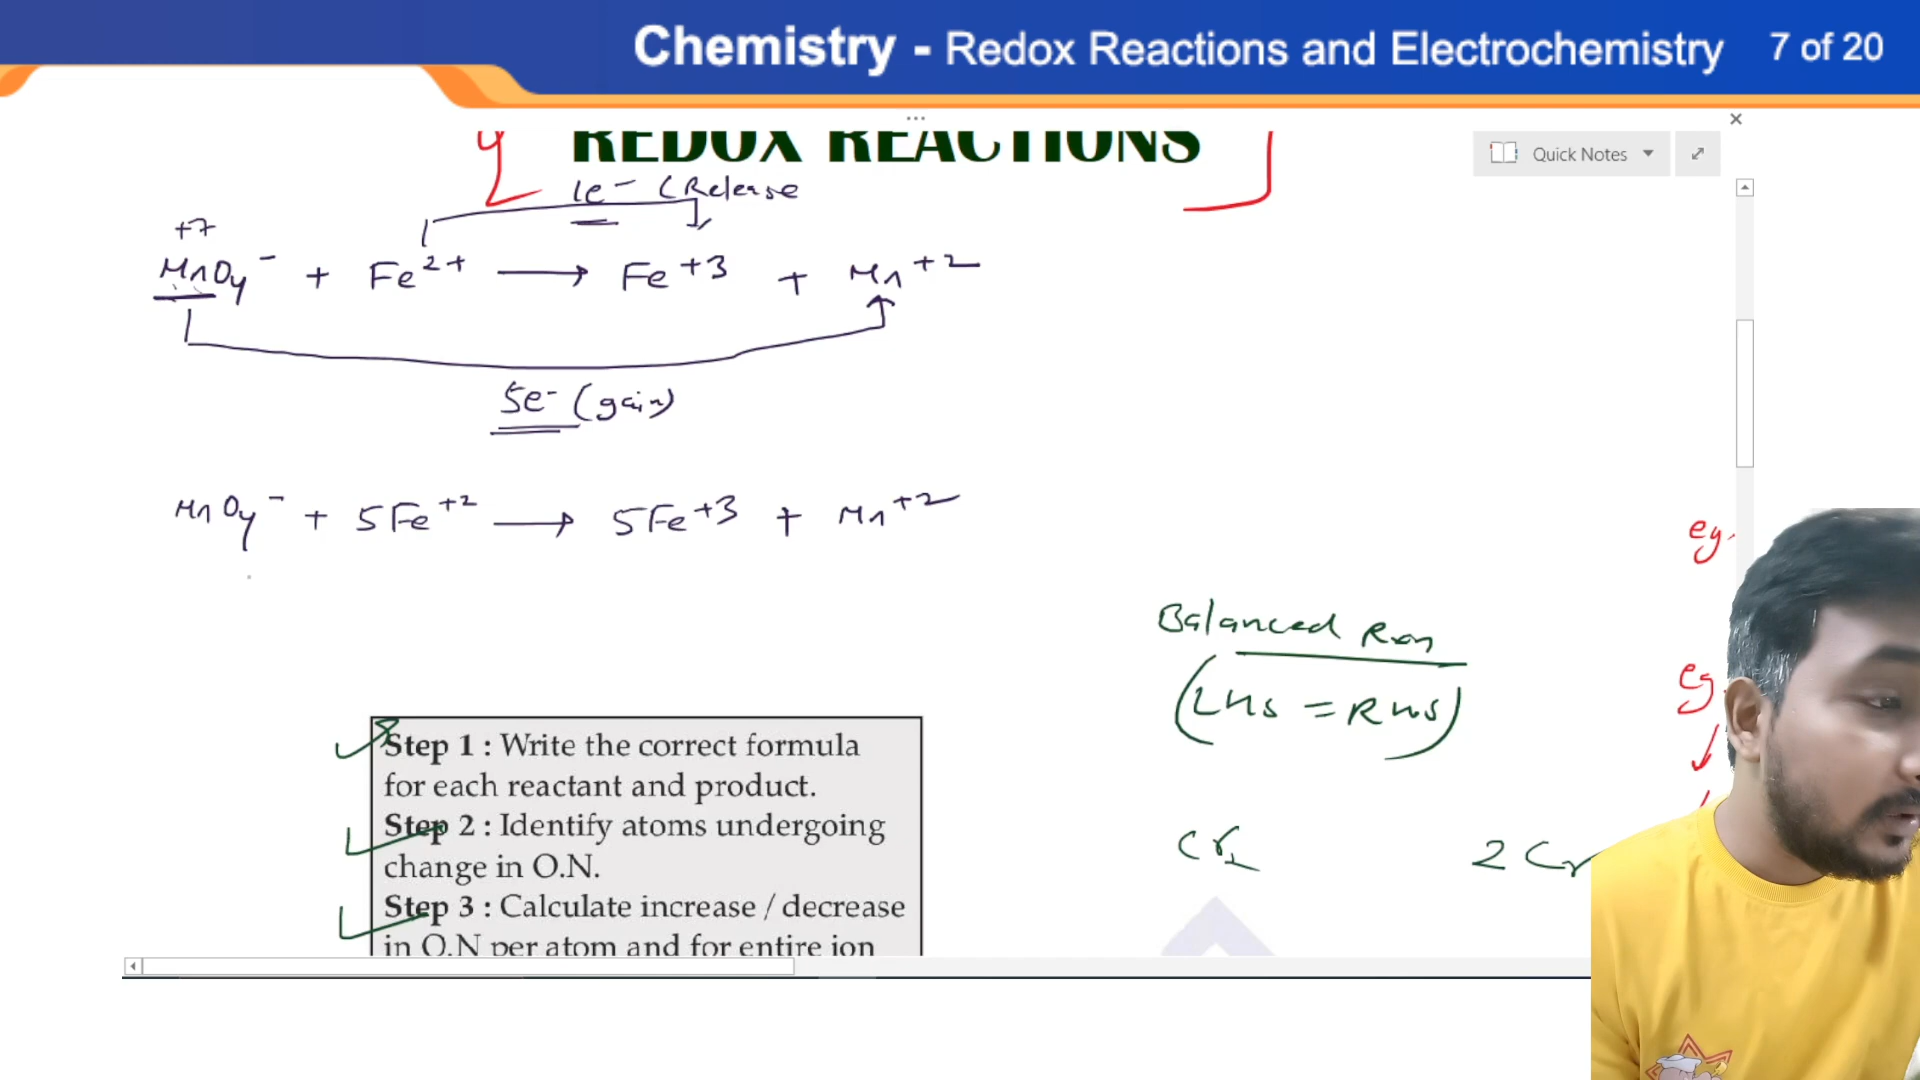 Chemistry - Redox Reactions and Electrochemistry 7 of 20
REDOX REACTIONS
Quick Notes
1e⁻ (Release
+7
MnO₄⁻ + Fe²⁺ → Fe⁺³ + Mn⁺²
5e⁻ (gain)
MnO₄⁻ + 5Fe⁺² → 5Fe⁺³ + Mn⁺²
eg.
Balanced Rxn
(LHS = RHS)
eg
Step 1 : Write the correct formula
for each reactant and product.
Step 2 : Identify atoms undergoing
change in O.N.
Cr₂ 2Cr
Step 3 : Calculate increase / decrease
in O.N per atom and for entire ion